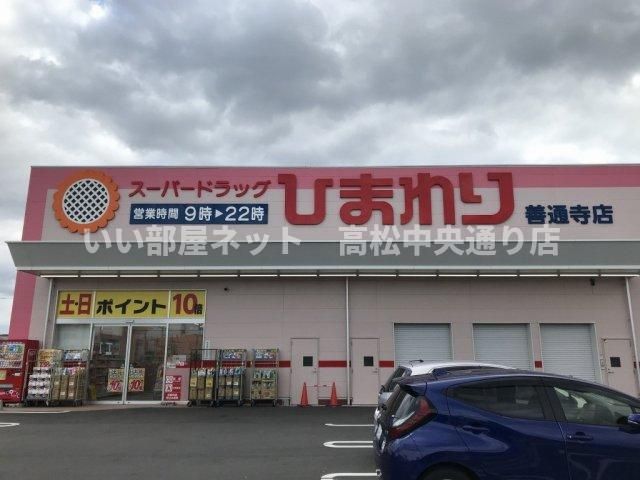 スーパードラッグ
ひまわり
営業時間 9時▶22時
善通寺店
いい部屋ネット 高松中央通り店
土・日 ポイント 10倍